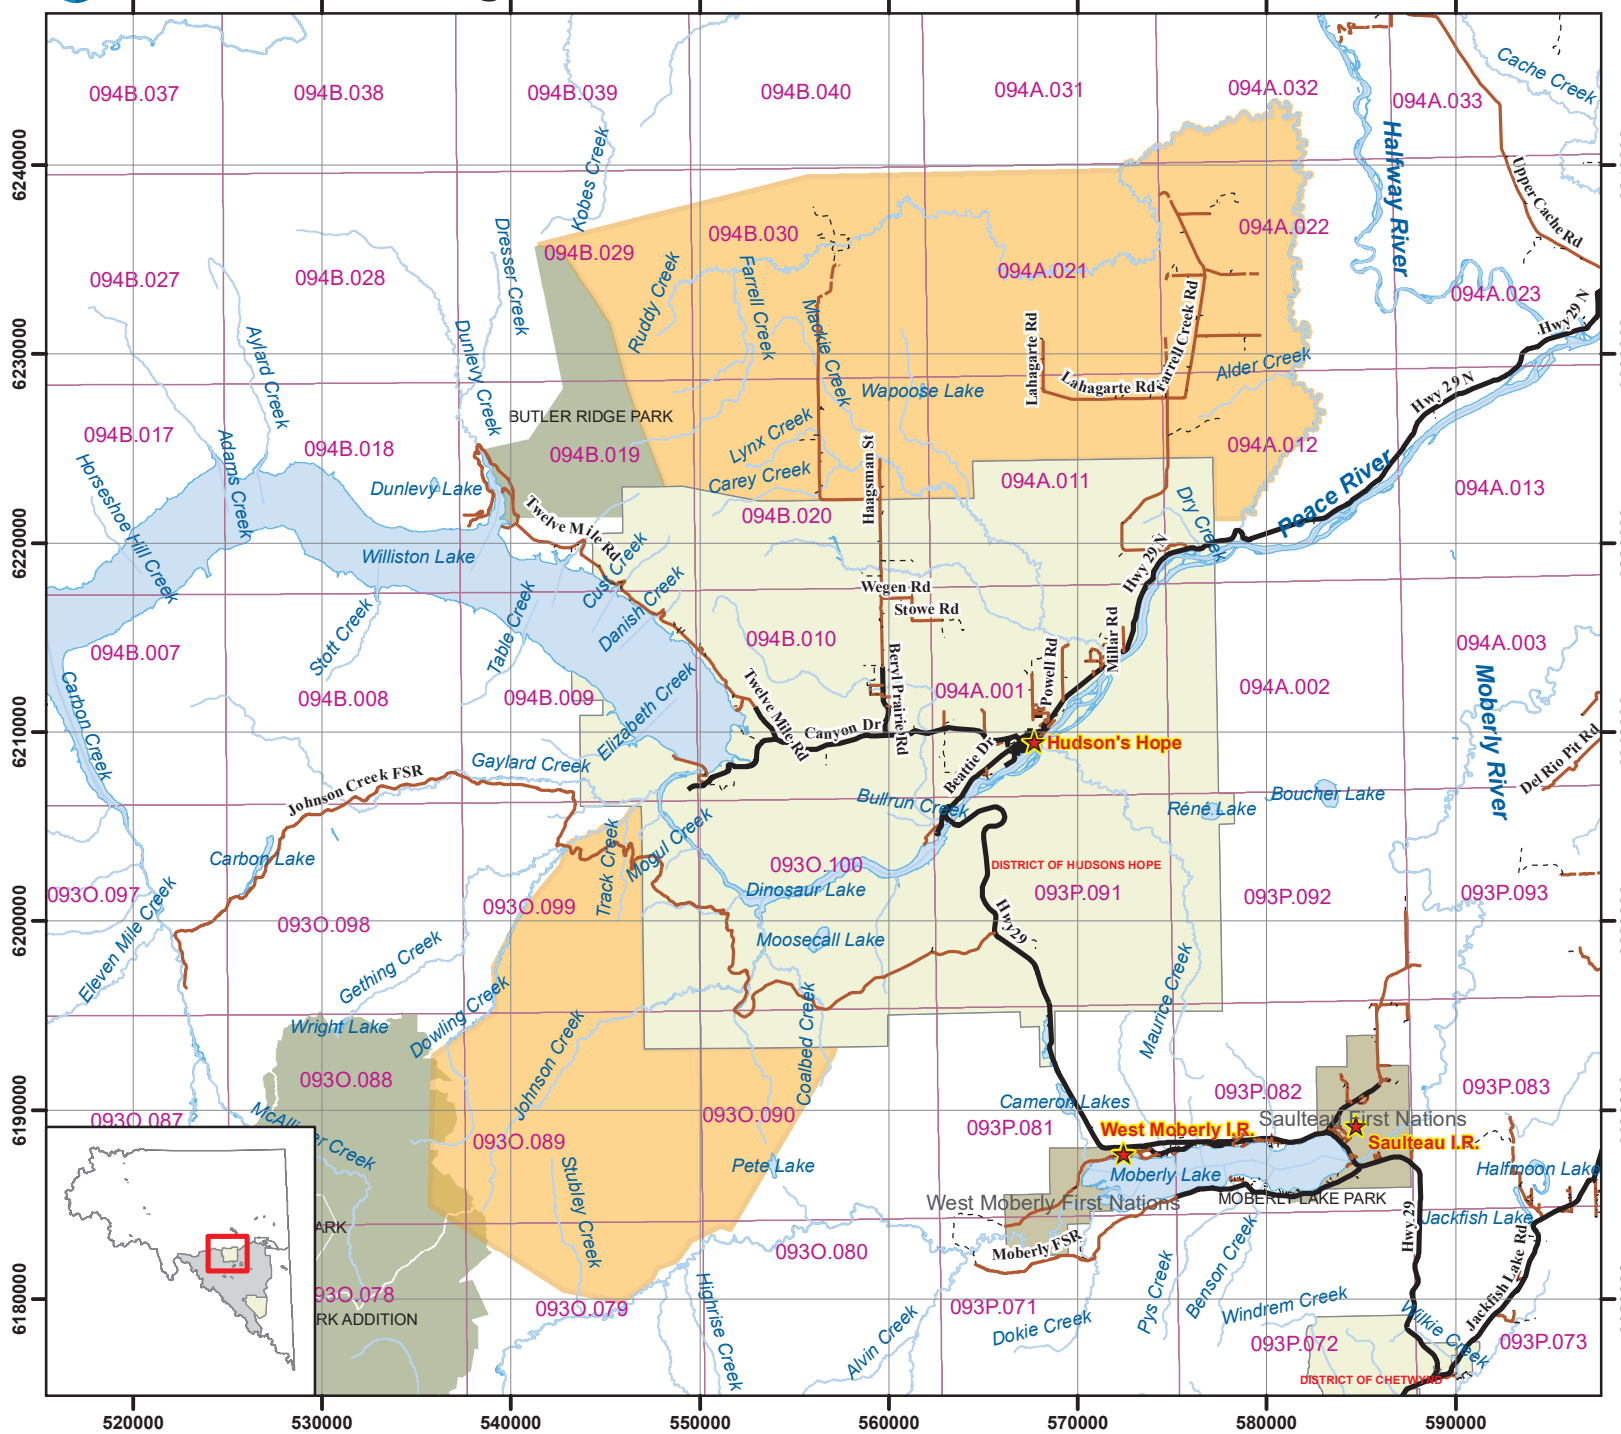 094B.037
094B.038
094B.039
094B.040
094A.031
094A.032
094A.033
Cache Creek
6240000
Kobes Creek
Halfway River
Upper Cache Rd
094B.027
094B.028
Dresser Creek
094B.029
094B.030
094A.021
094A.022
094A.023
Ruddy Creek
Farrell Creek
Mackie Creek
Lahagarte Rd
Farrell Creek Rd
Hwy 29 N
6230000
Aylard Creek
Dunlevy Creek
Lahagarte Rd
Alder Creek
Hwy 29 N
Wapoose Lake
BUTLER RIDGE PARK
094B.017
Adams Creek
094B.018
094B.019
Lynx Creek
Carey Creek
Haagsman St
094A.011
094A.012
094A.013
Horseshoe Hill Creek
Dunlevy Lake
094B.020
Dry Creek
Peace River
6220000
Twelve Mile Rd
Williston Lake
Cust Creek
Hwy 29 N
Danish Creek
Wegen Rd
Stowe Rd
Stott Creek
Table Creek
094B.010
Millar Rd
094A.003
094B.007
094B.008
094B.009
Beryl Prairie Rd
094A.001
Powell Rd
094A.002
Moberly River
Carbon Creek
Elizabeth Creek
Twelve Mile Rd
Canyon Dr
6210000
Hudson's Hope
Beattie Dr
Gaylard Creek
Johnson Creek FSR
Del Rio Pit Rd
Bullrun Creek
Réné Lake
Boucher Lake
Carbon Lake
Track Creek
Mogul Creek
093O.100
DISTRICT OF HUDSONS HOPE
093O.097
Dinosaur Lake
093P.091
093P.092
093P.093
Eleven Mile Creek
093O.098
093O.099
6200000
Hwy29
Moosecall Lake
Gething Creek
Maurice Creek
Dowling Creek
Coalbed Creek
Wright Lake
Johnson Creek
093O.088
093P.082
093P.083
6190000
093O.087
McAllister Creek
093O.090
Cameron Lakes
093P.081
Saulteau First Nations
West Moberly I.R.
Saulteau I.R.
093O.089
Stubley Creek
Pete Lake
Moberly Lake
Halfmoon Lake
West Moberly First Nations
MOBERLY LAKE PARK
Jackfish Lake
ARK
093O.080
Moberly FSR
Hwy 29
Jackfish Lake Rd
6180000
93O.078
093O.079
RK ADDITION
Highrise Creek
093P.071
Alvin Creek
Dokie Creek
Pys Creek
Benson Creek
Windrem Creek
093P.072
Wilkie Creek
093P.073
DISTRICT OF CHETWYND
520000
530000
540000
550000
560000
570000
580000
590000